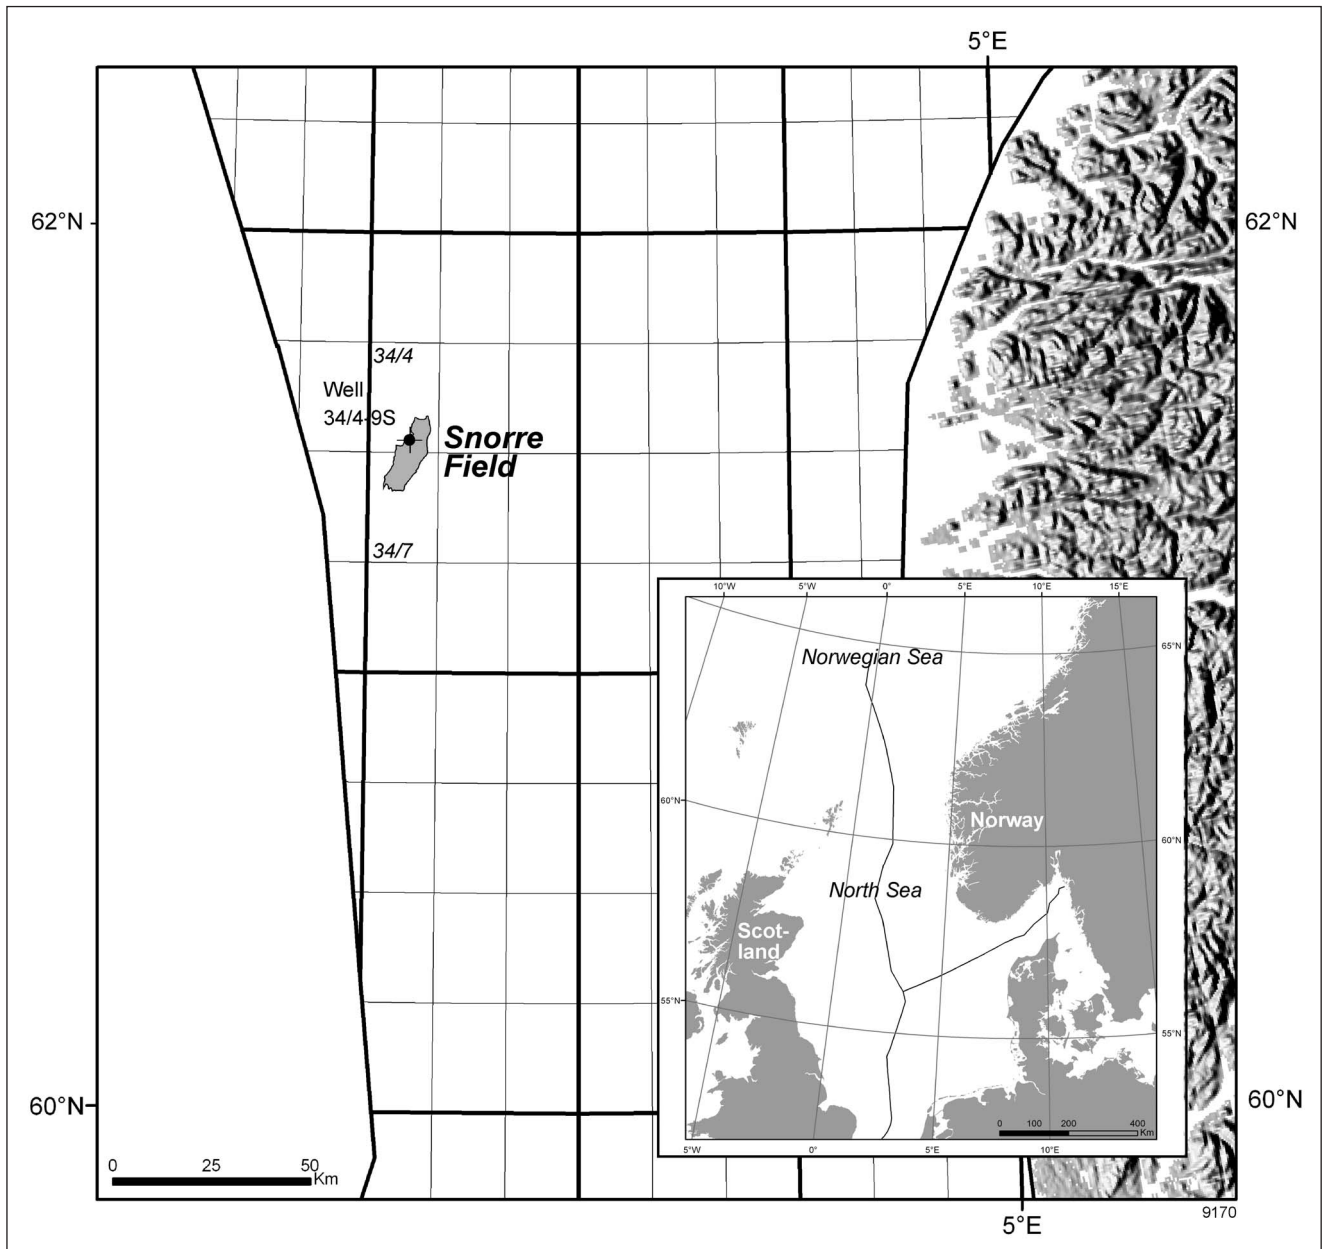 5°E
62°N
62°N
34/4
Well
34/4-9S
Snorre
Field
34/7
10°W 5°W 0° 5°E 10°E 15°E
Norwegian Sea
65°N
60°N
Norway
60°N
North Sea
Scot-
land
55°N
55°N
0 100 200 400
Km
5°W 0° 5°E 10°E
60°N
60°N
0 25 50
Km
9170
5°E